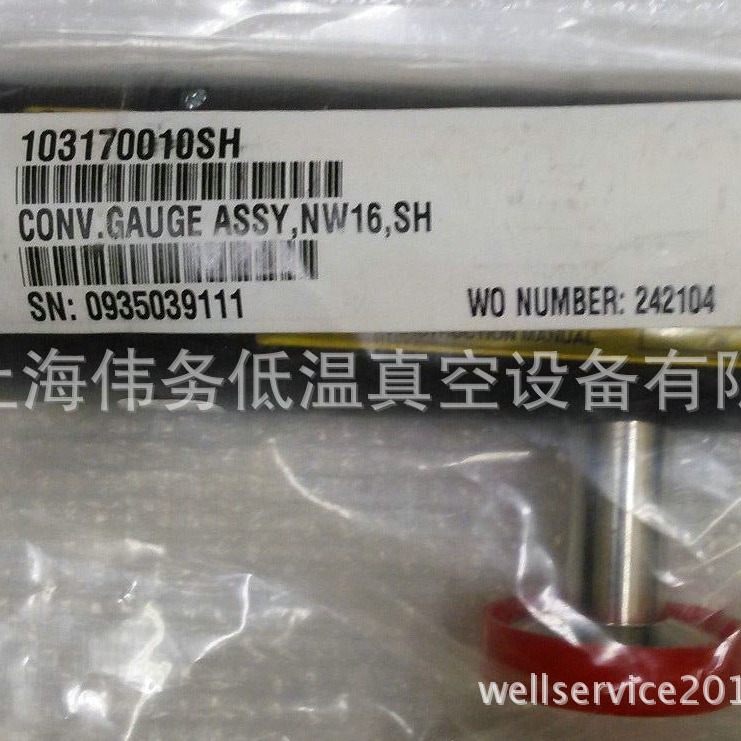 103170010SH
CONV.GAUGE ASSY,NW16,SH
SN: 0935039111
WO NUMBER: 242104
MANUAL
上海伟务低温真空设备有限
wellservice201